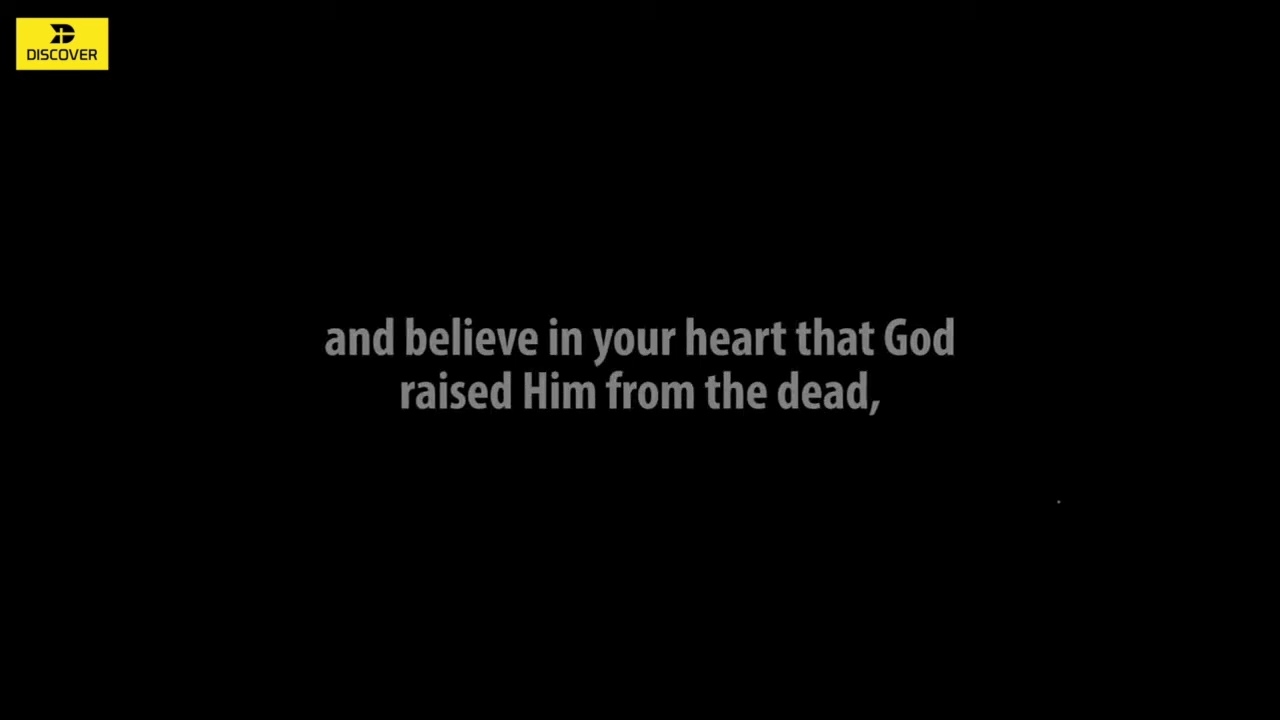 DISCOVER
and believe in your heart that God
raised Him from the dead,